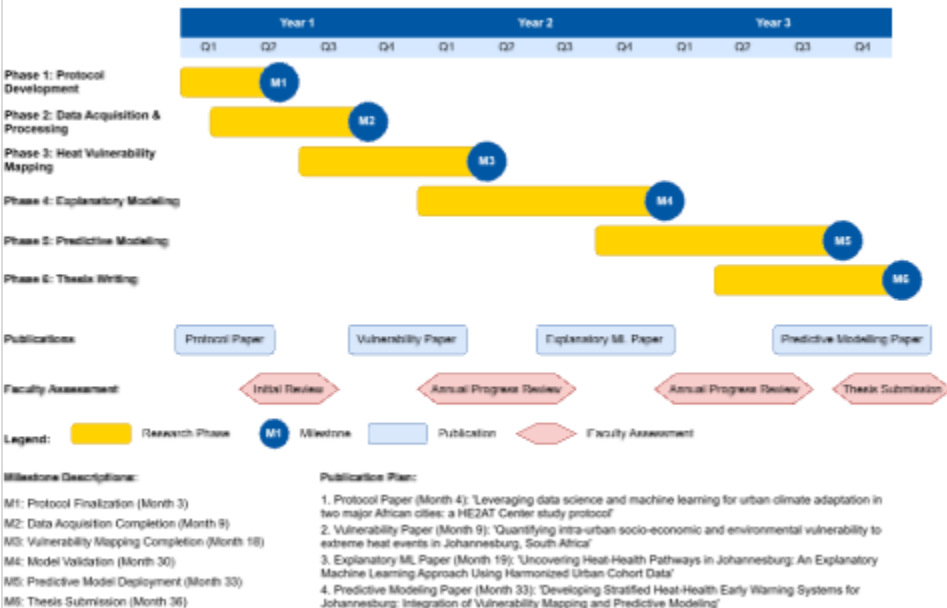 Year 1 Year 2 Year 3
Q1 Q2 Q3 Q4 Q1 Q2 Q3 Q4 Q1 Q2 Q3 Q4
Phase 1: Protocol
Development
M1
Phase 2: Data Acquisition &
Processing
M2
Phase 3: Heat Vulnerability
Mapping
M3
Phase 4: Explanatory Modeling
M4
Phase 5: Predictive Modeling
M5
Phase 6: Thesis Writing
M6
Publications Protocol Paper Vulnerability Paper Explanatory ML Paper Predictive Modelling Paper
Faculty Assessment Initial Review Annual Progress Review Annual Progress Review Thesis Submission
Legend: Research Phase M1 Milestone Publication Faculty Assessment
Milestone Descriptions:
M1: Protocol Finalization (Month 3)
M2: Data Acquisition Completion (Month 9)
M3: Vulnerability Mapping Completion (Month 18)
M4: Model Validation (Month 30)
M5: Predictive Model Deployment (Month 33)
M6: Thesis Submission (Month 36)
Publication Plan:
1. Protocol Paper (Month 4): 'Leveraging data science and machine learning for urban climate adaptation in
two major African cities: a HE2AT Center study protocol'
2. Vulnerability Paper (Month 9): 'Quantifying intra-urban socio-economic and environmental vulnerability to
extreme heat events in Johannesburg, South Africa'
3. Explanatory ML Paper (Month 19): 'Uncovering Heat-Health Pathways in Johannesburg: An Explanatory
Machine Learning Approach Using Harmonized Urban Cohort Data'
4. Predictive Modeling Paper (Month 33): 'Developing Stratified Heat-Health Early Warning Systems for
Johannesburg: Integration of Vulnerability Mapping and Predictive Modeling'